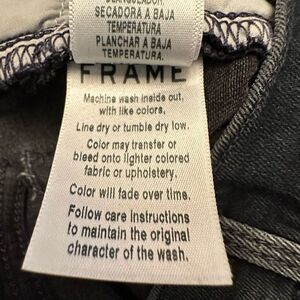 BLANQUEADOR.
SECADORA A BAJA
TEMPERATURA
PLANCHAR A BAJA
TEMPERATURA.
FRAME
Machine wash inside out,
with like colors.
Line dry or tumble dry low.
Color may transfer or
bleed onto lighter colored
fabric or upholstery.
Color will fade over time.
Follow care instructions
to maintain the original
character of the wash.